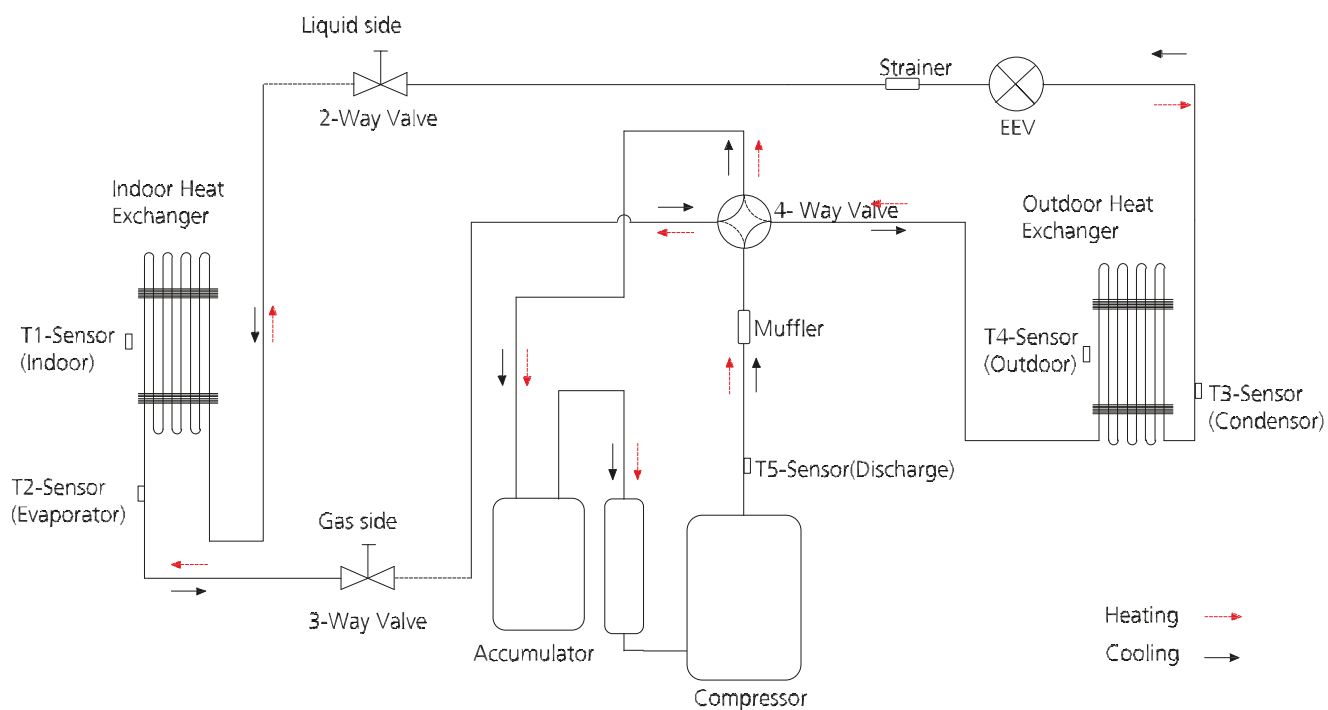 Liquid side
2-Way Valve
Strainer
EEV
Indoor Heat
Exchanger
4- Way Valve
Outdoor Heat
Exchanger
T1-Sensor
(Indoor)
Muffler
T4-Sensor
(Outdoor)
T3-Sensor
(Condensor)
T2-Sensor
(Evaporator)
T5-Sensor(Discharge)
Gas side
3-Way Valve
Accumulator
Compressor
Heating
Cooling